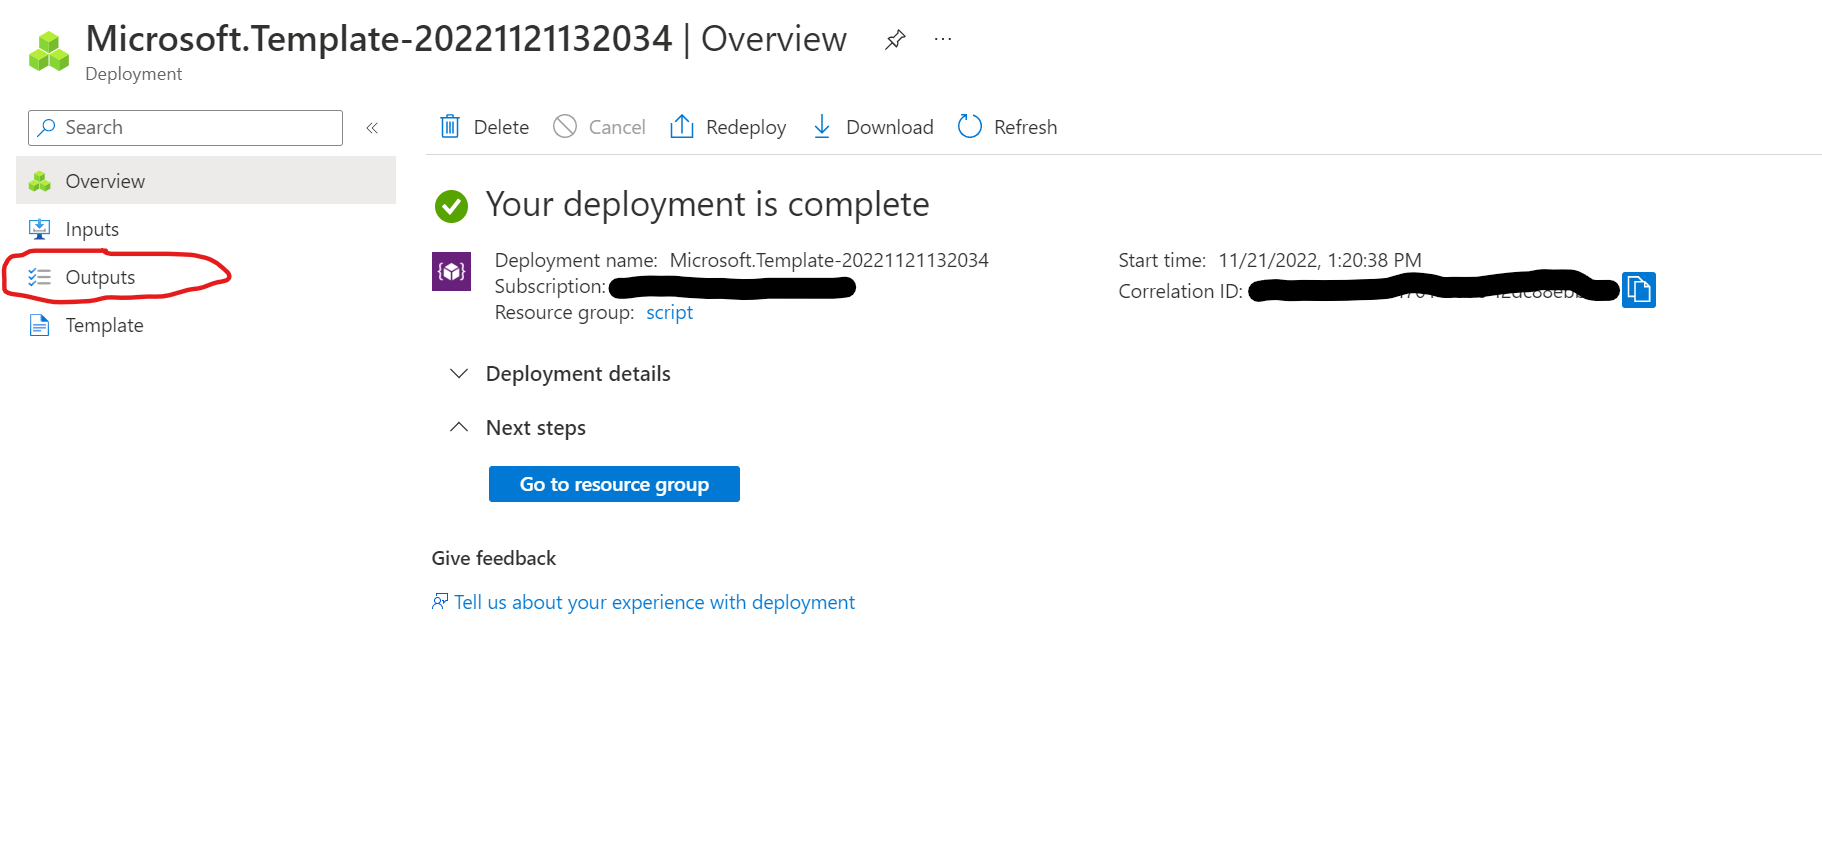 Microsoft.Template-20221121132034 | Overview
Deployment
Search
Delete
Cancel
Redeploy
Download
Refresh
Overview
Inputs
Outputs
Template
Your deployment is complete
Deployment name: Microsoft.Template-20221121132034
Subscription:
Resource group: script
Start time: 11/21/2022, 1:20:38 PM
Correlation ID:
Deployment details
Next steps
Go to resource group
Give feedback
Tell us about your experience with deployment